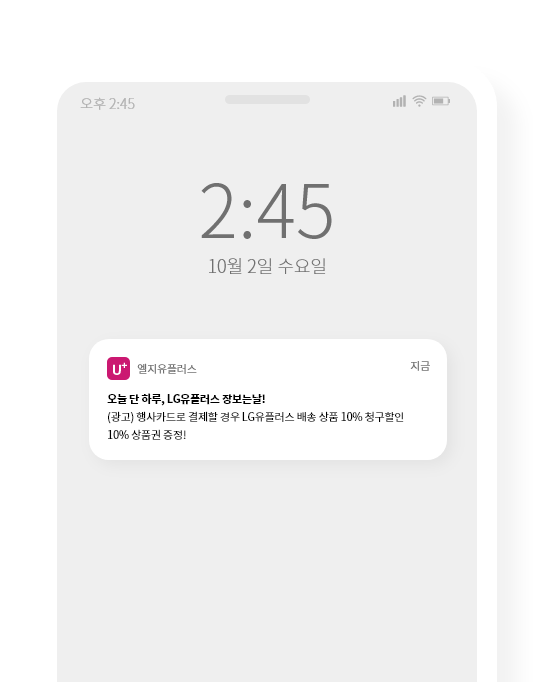 오후 2:45
2:45
10월 2일 수요일
U+ 엘지유플러스 지금
오늘 단 하루, LG유플러스 장보는날!
(광고) 행사카드로 결제할 경우 LG유플러스 배송 상품 10% 청구할인
10% 상품권 증정!